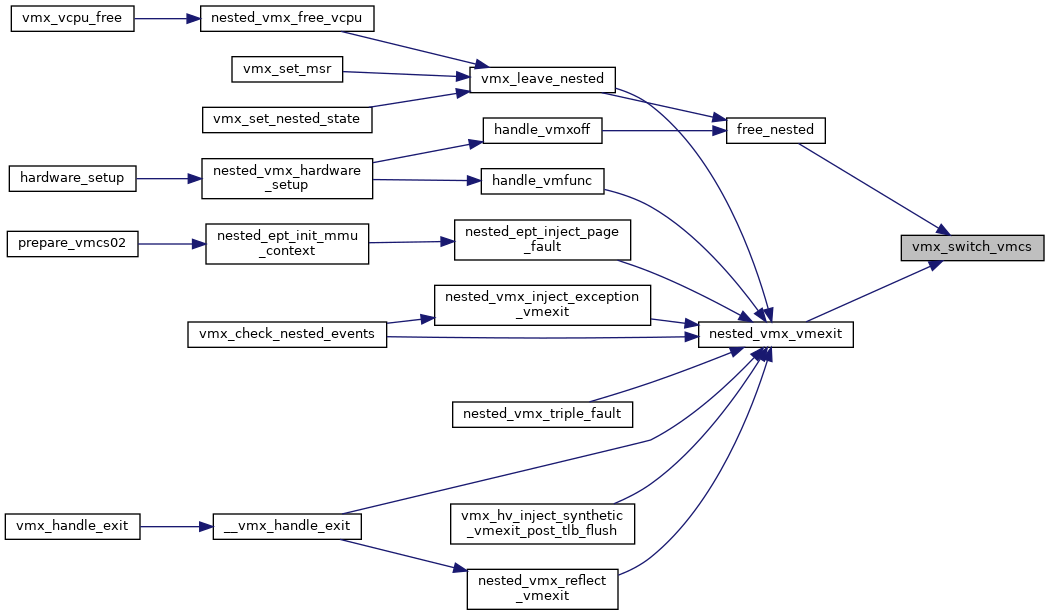 vmx_vcpu_free
nested_vmx_free_vcpu
vmx_set_msr
vmx_leave_nested
vmx_set_nested_state
handle_vmxoff
free_nested
hardware_setup
nested_vmx_hardware
_setup
handle_vmfunc
prepare_vmcs02
nested_ept_init_mmu
_context
nested_ept_inject_page
_fault
vmx_switch_vmcs
nested_vmx_inject_exception
_vmexit
vmx_check_nested_events
nested_vmx_vmexit
nested_vmx_triple_fault
vmx_handle_exit
__vmx_handle_exit
vmx_hv_inject_synthetic
_vmexit_post_tlb_flush
nested_vmx_reflect
_vmexit